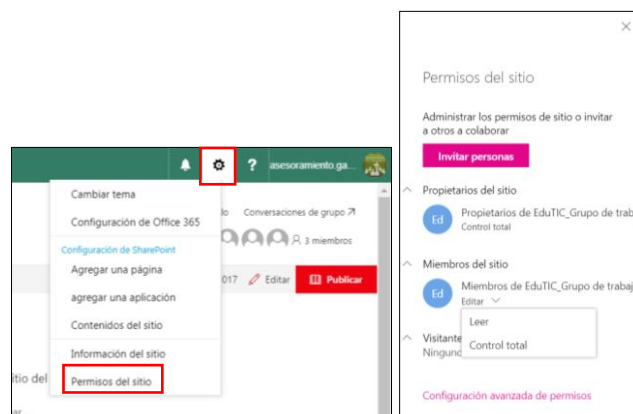 asesoramiento.ga...
Cambiar tema
Configuración de Office 365
Configuración de SharePoint
Agregar una página
agregar una aplicación
Contenidos del sitio
Información del sitio
Permisos del sitio
Conversaciones de grupo
3 miembros
017 Editar Publicar
itio del
Permisos del sitio
Administrar los permisos de sitio o invitar
a otros a colaborar
Invitar personas
Propietarios del sitio
Ed
Propietarios de EduTIC_Grupo de trab
Control total
Miembros del sitio
Ed
Miembros de EduTIC_Grupo de trabaj
Editar
Leer
Control total
Visitante
Ninguno
Configuración avanzada de permisos